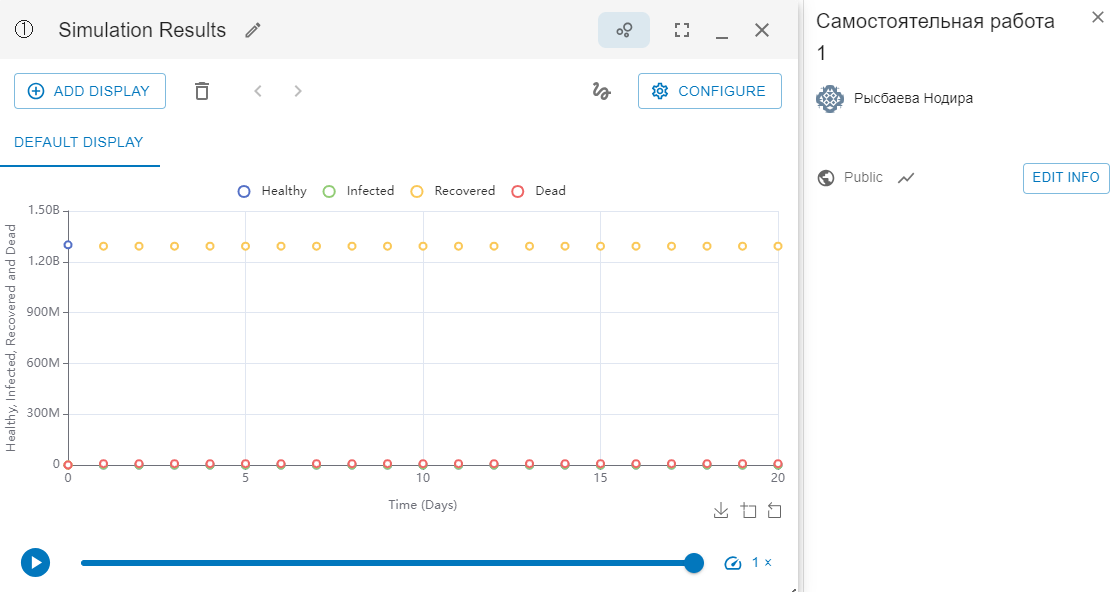 ① Simulation Results
ADD DISPLAY
CONFIGURE
DEFAULT DISPLAY
Healthy Infected Recovered Dead
Healthy, Infected, Recovered and Dead
1.50B
1.20B
900M
600M
300M
0
0 5 10 15 20
Time (Days)
1 ×
Самостоятельная работа
1
Рысбаева Нодира
Public
EDIT INFO